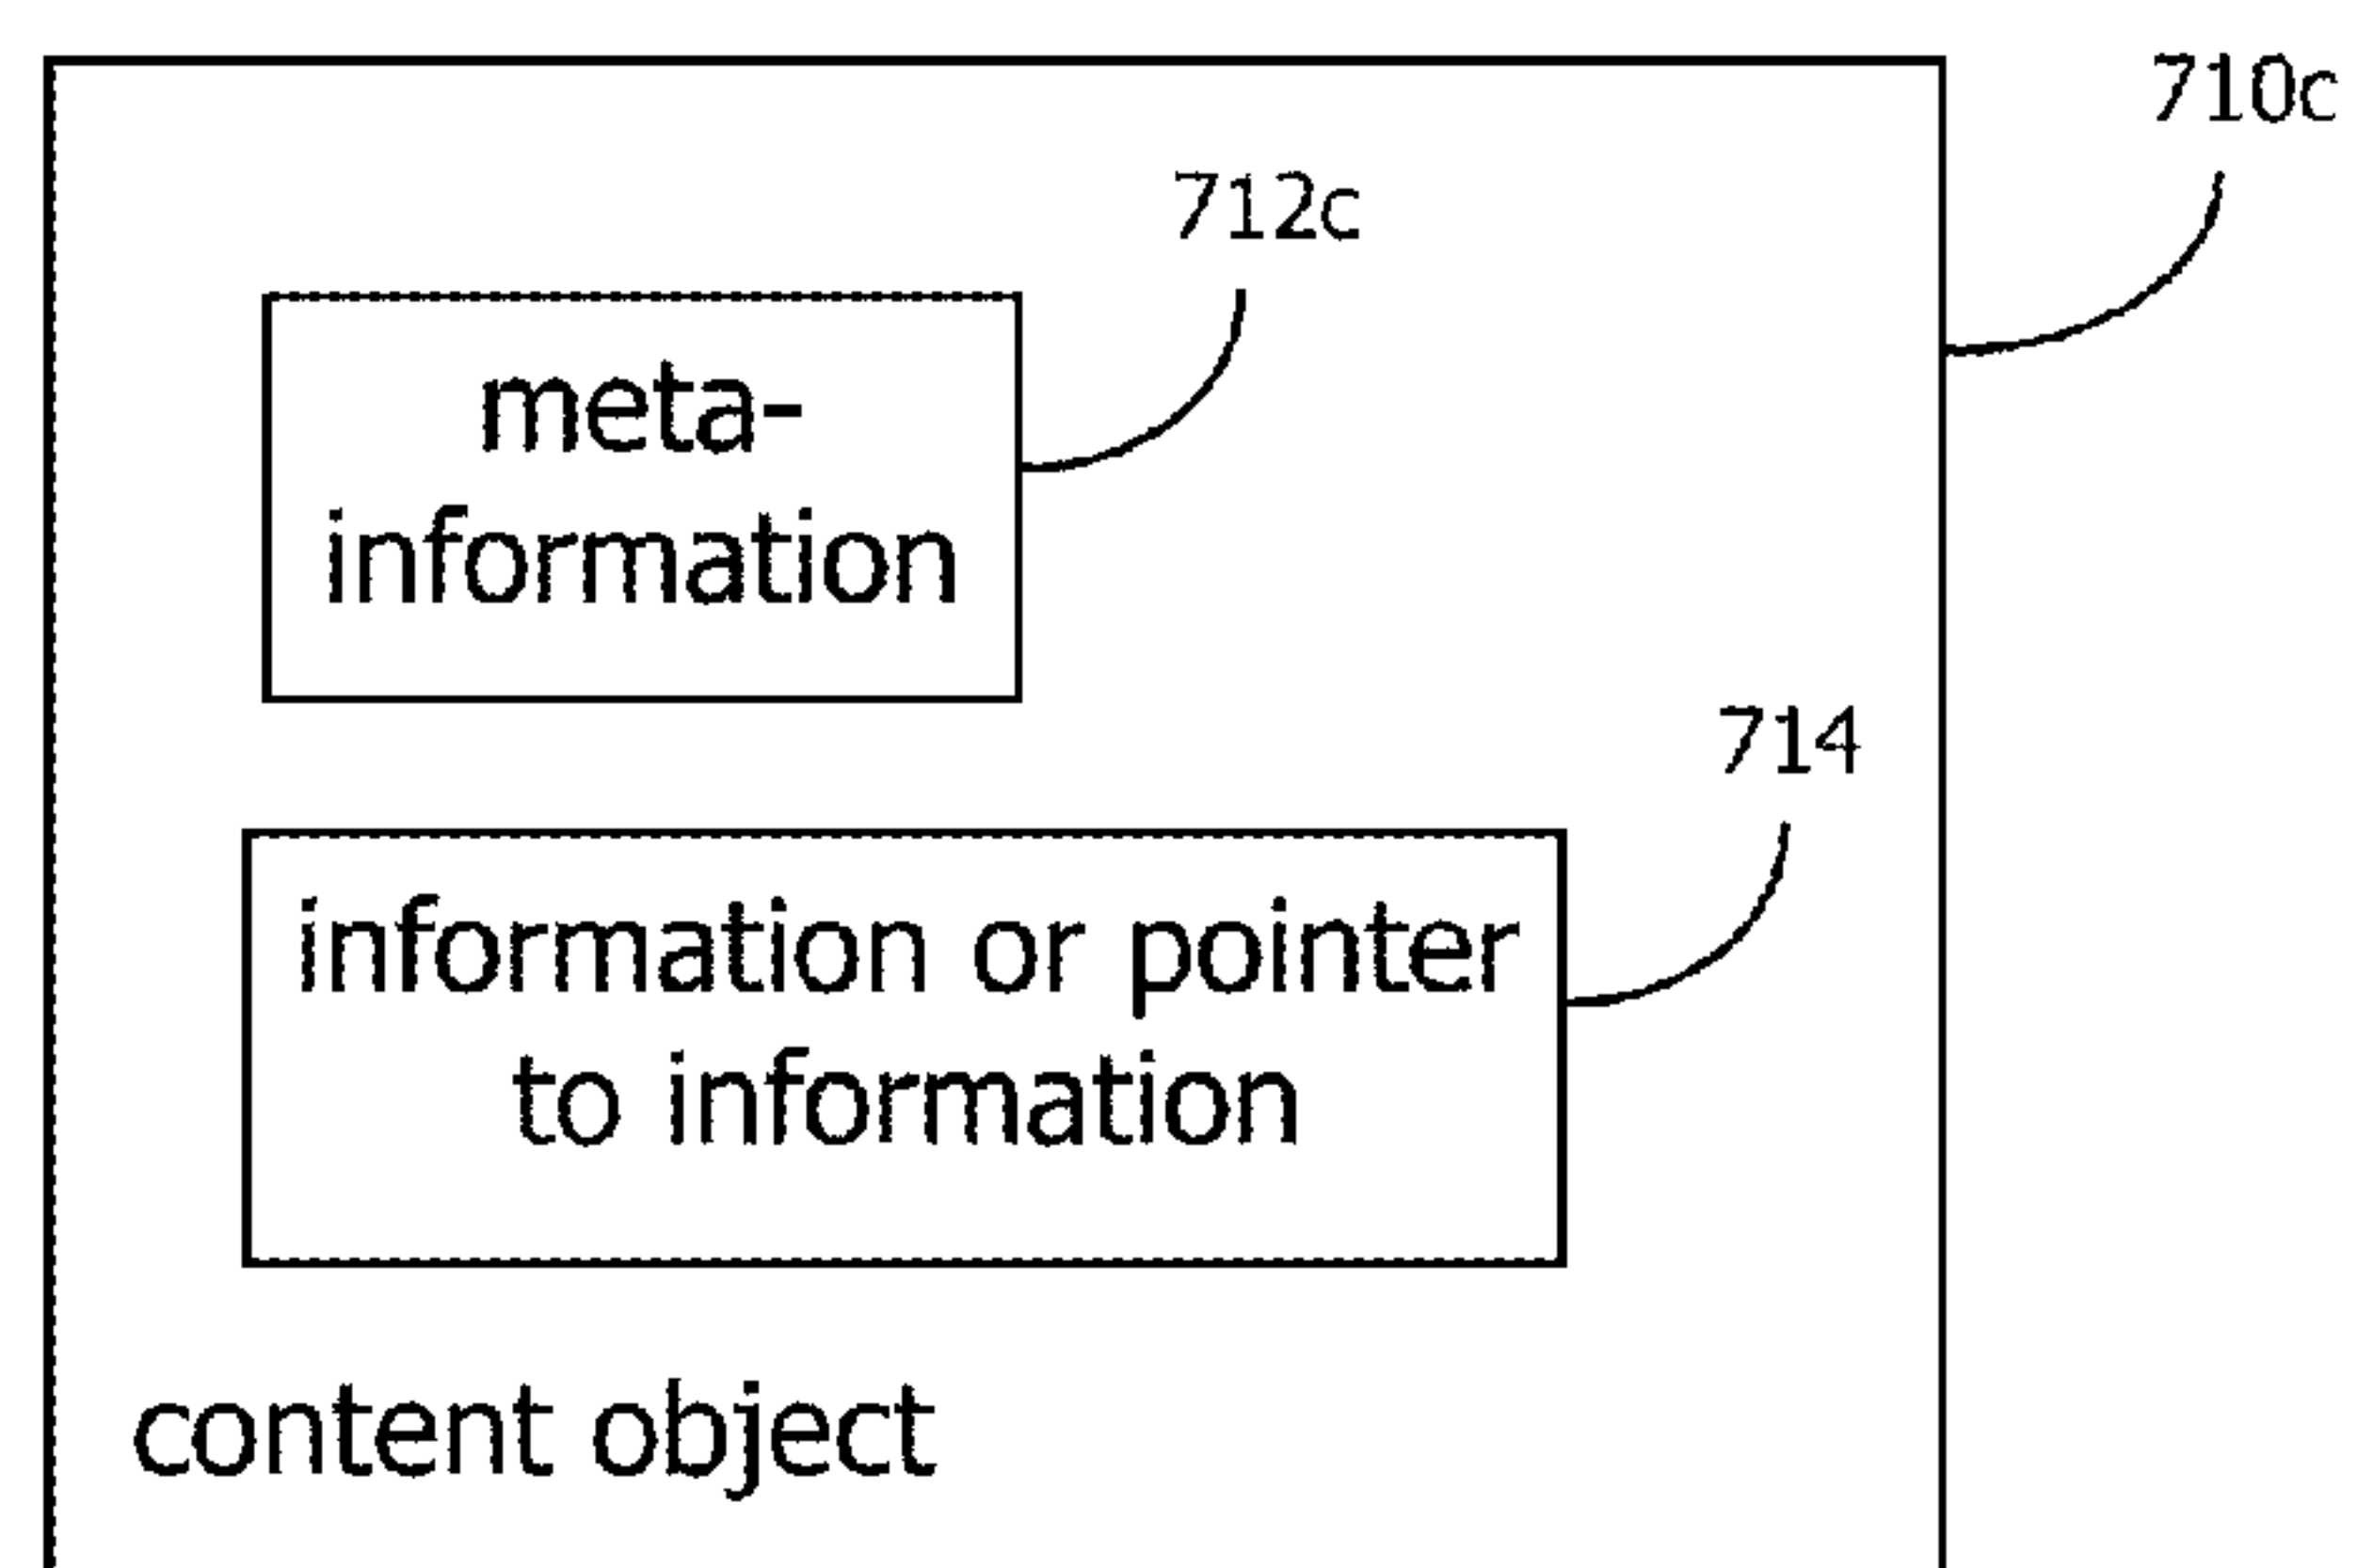 710c
712c
meta-
information
714
information or pointer
to information
content object